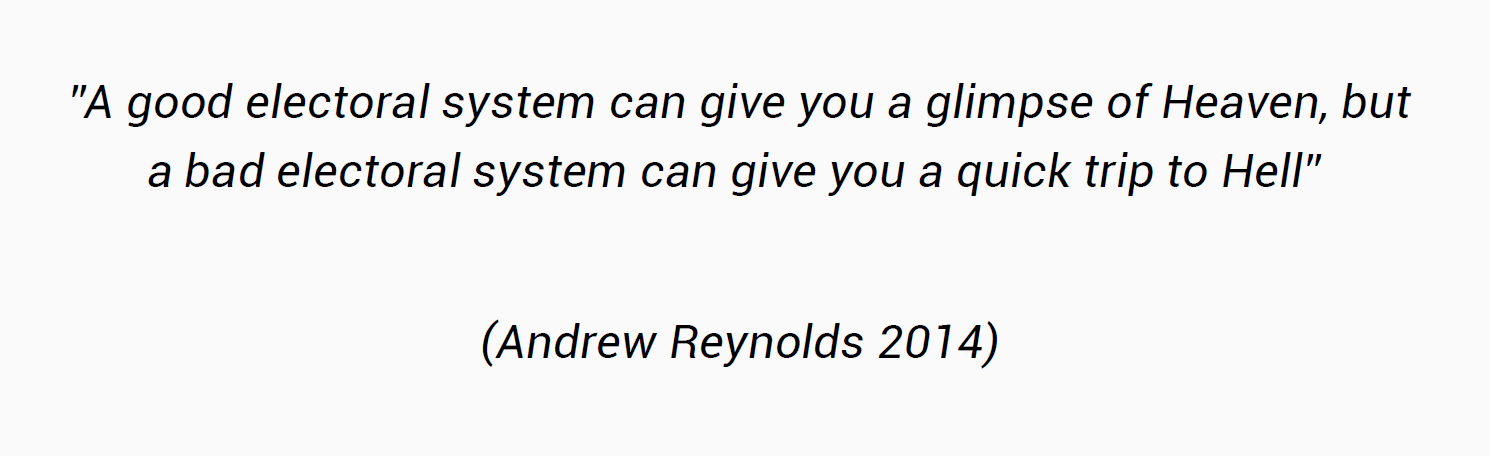 "A good electoral system can give you a glimpse of Heaven, but
a bad electoral system can give you a quick trip to Hell"
(Andrew Reynolds 2014)